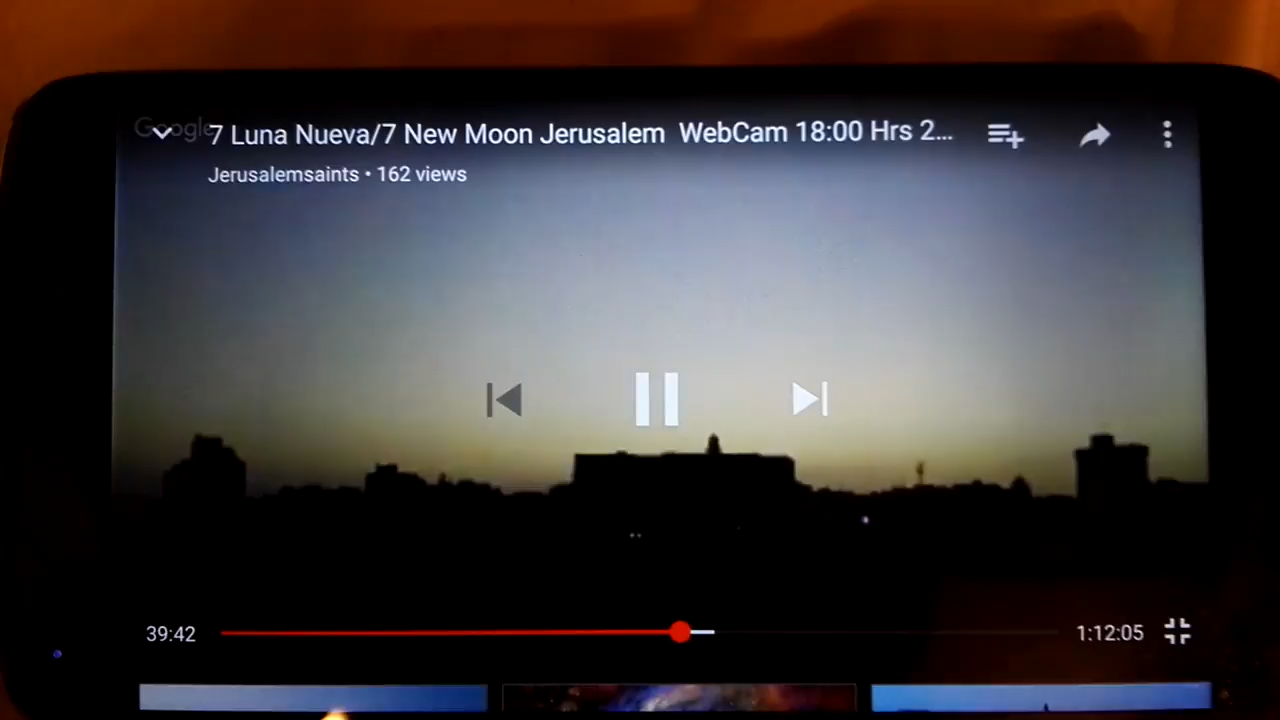 Google
7 Luna Nueva/7 New Moon Jerusalem WebCam 18:00 Hrs 2...
Jerusalemsaints • 162 views
39:42
1:12:05